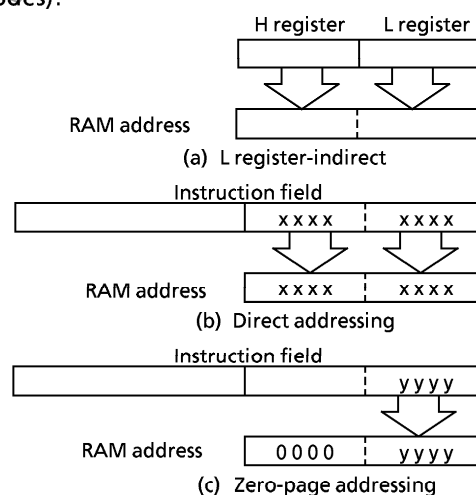 H register L register
RAM address
(a) L register-indirect
Instruction field
x x x x x x x x
RAM address x x x x x x x x
(b) Direct addressing
Instruction field
y y y y
RAM address 0 0 0 0 y y y y
(c) Zero-page addressing